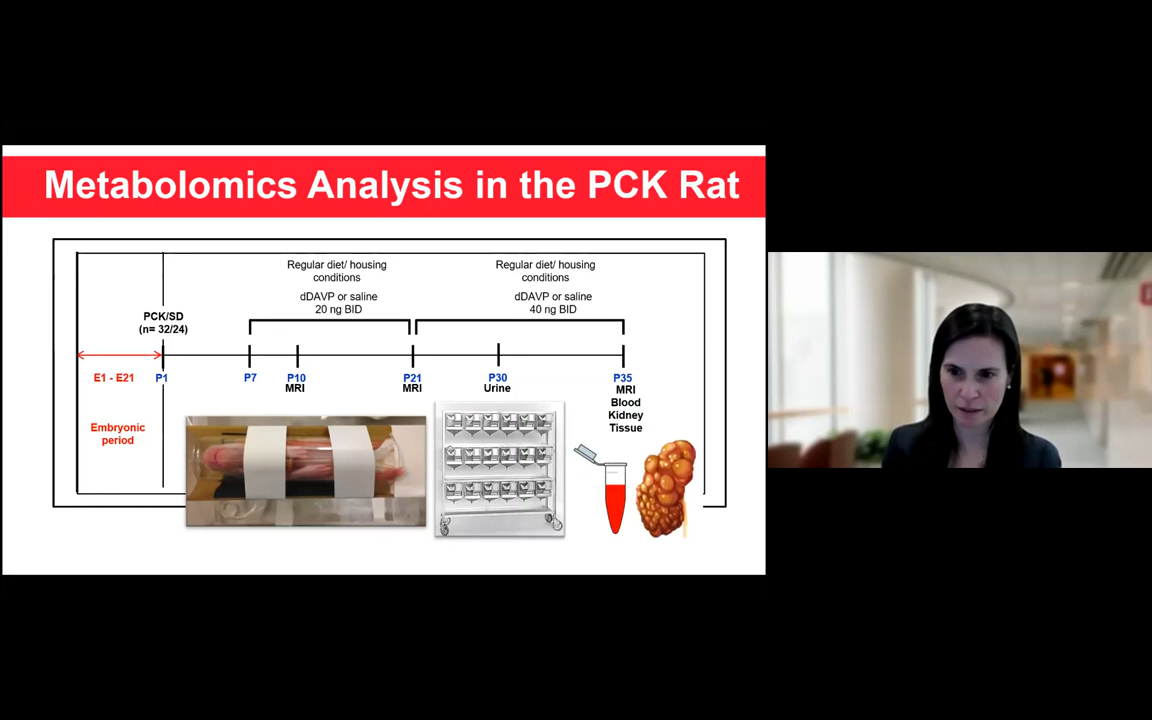 Metabolomics Analysis in the PCK Rat
Regular diet/ housing
conditions
dDAVP or saline
20 ng BID
Regular diet/ housing
conditions
dDAVP or saline
40 ng BID
PCK/SD
(n= 32/24)
E1 - E21
P1
P7
P10
MRI
P21
MRI
P30
Urine
P35
MRI
Blood
Kidney
Tissue
Embryonic
period